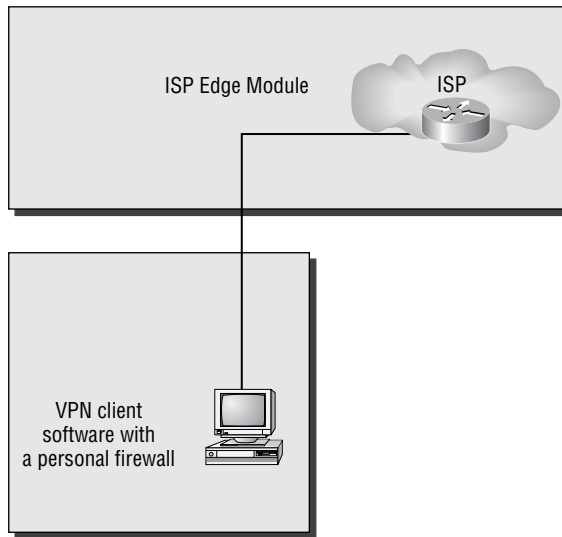 ISP Edge Module
ISP
VPN client
software with
a personal firewall